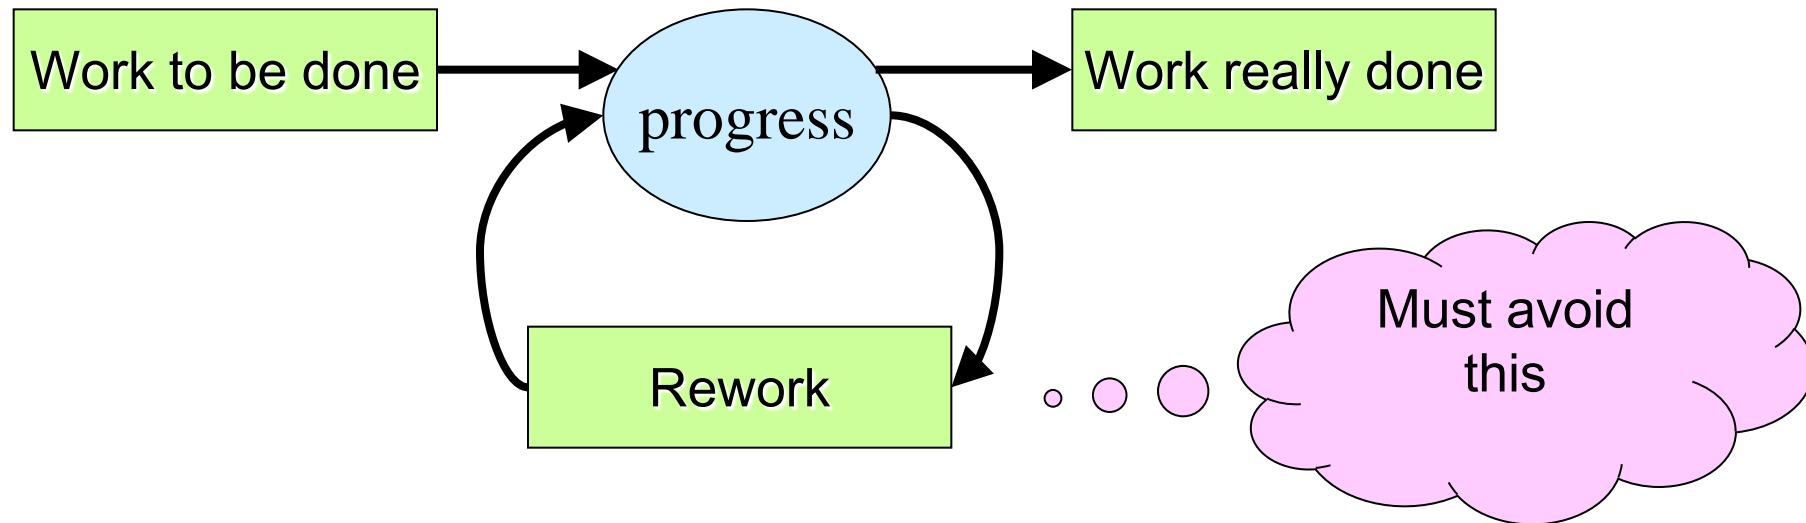 Work to be done
progress
Work really done
Rework
Must avoid
this